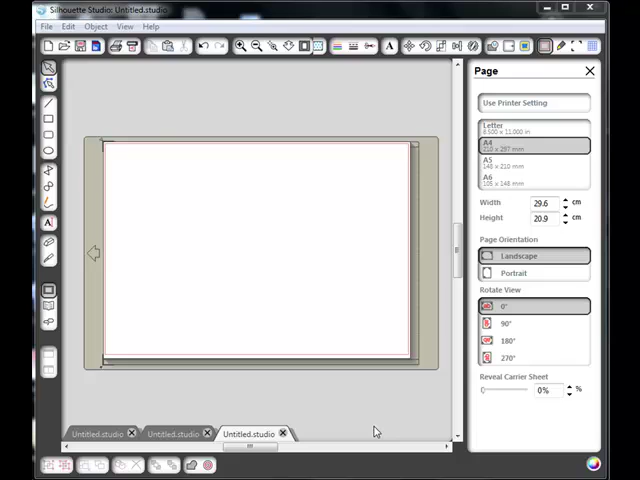 Silhouette Studio: Untitled.studio
File Edit Object View Help
Page
Use Printer Setting
Letter
8.500 x 11.000 in
A4
210 x 297 mm
A5
148 x 210 mm
A6
105 x 148 mm
Width 29.6 cm
Height 20.9 cm
Page Orientation
Landscape
Portrait
Rotate View
0°
90°
180°
270°
Reveal Carrier Sheet
0% %
Untitled.studio Untitled.studio Untitled.studio